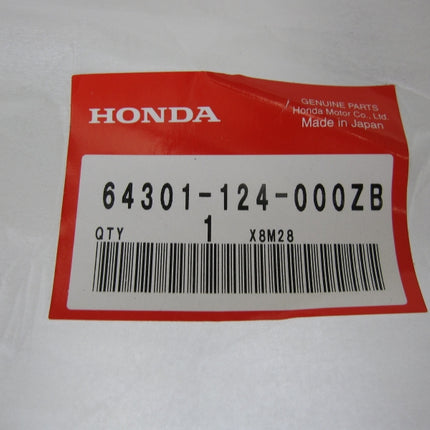 HONDA
GENUINE PARTS
Honda Motor Co., Ltd.
Made in Japan
64301-124-000ZB
QTY 1 X8M28